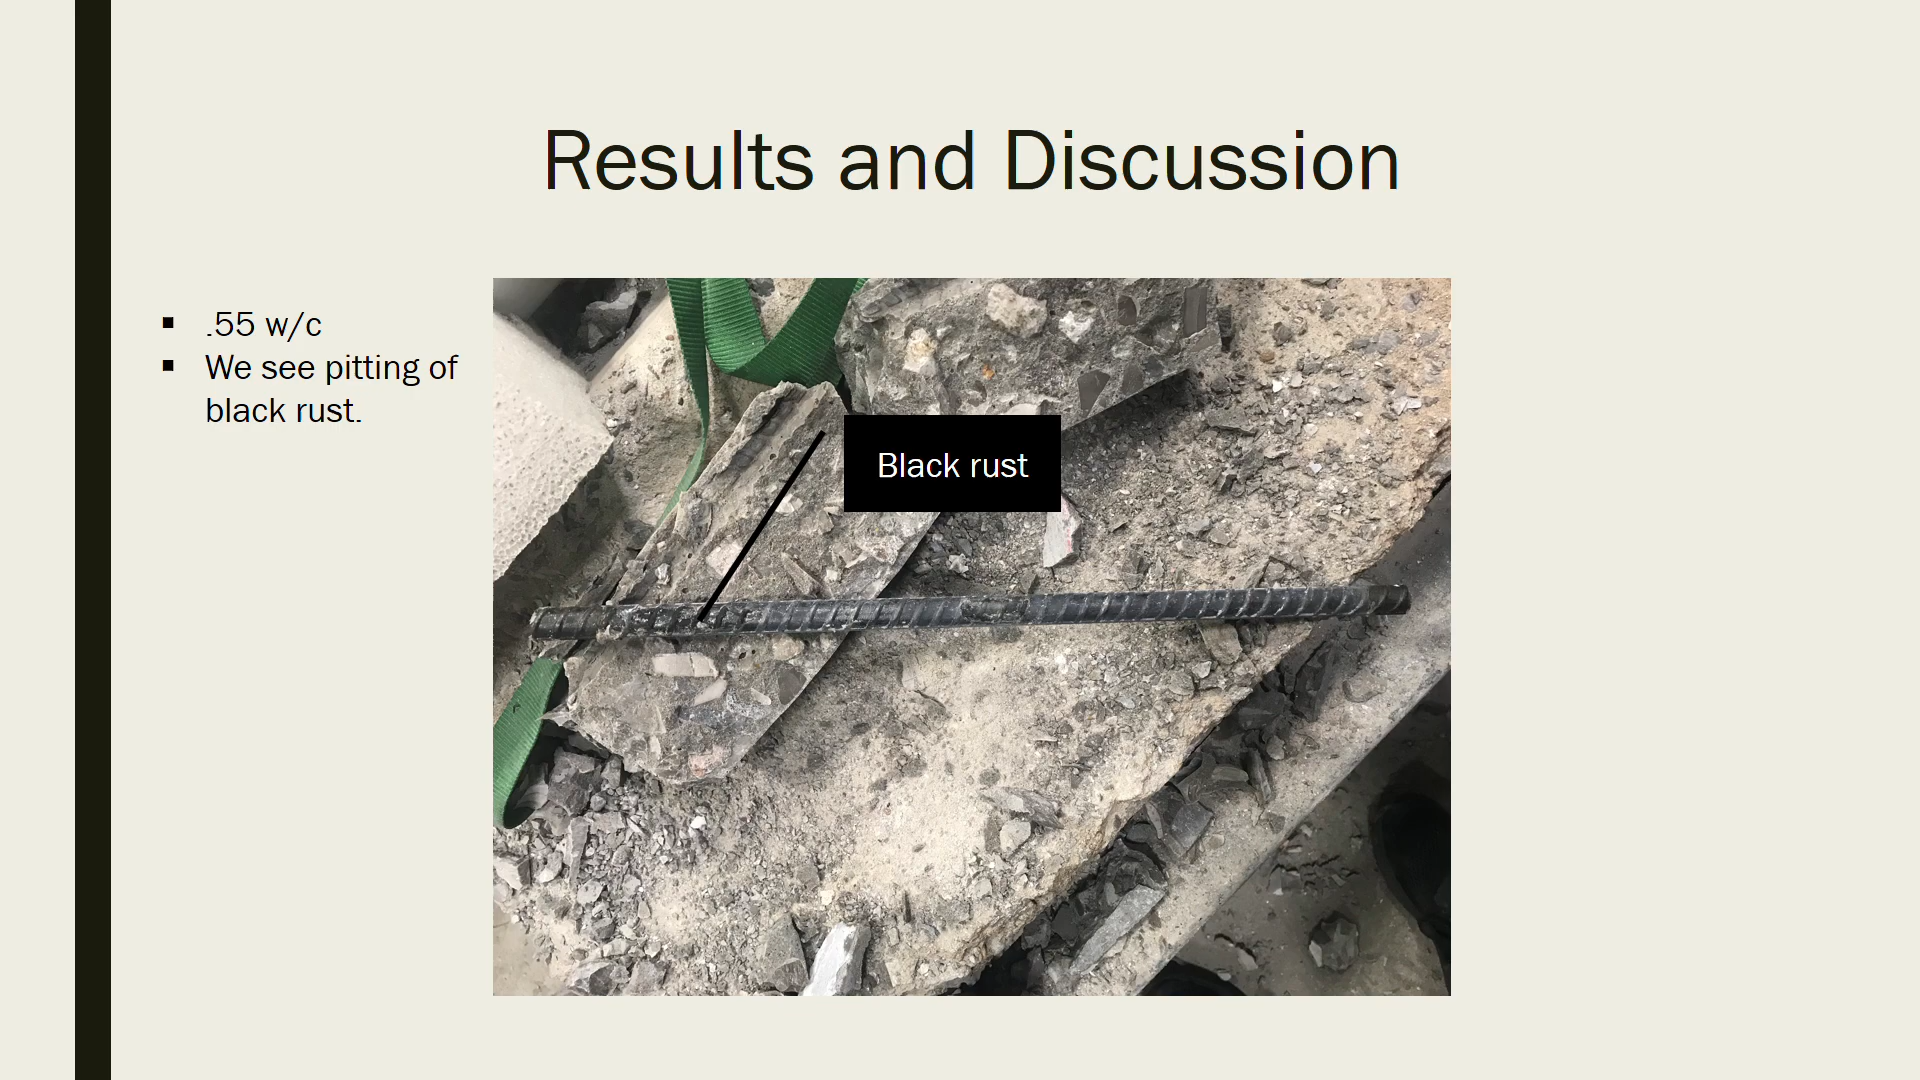 Results and Discussion
.55 w/c
We see pitting of
black rust.
Black rust